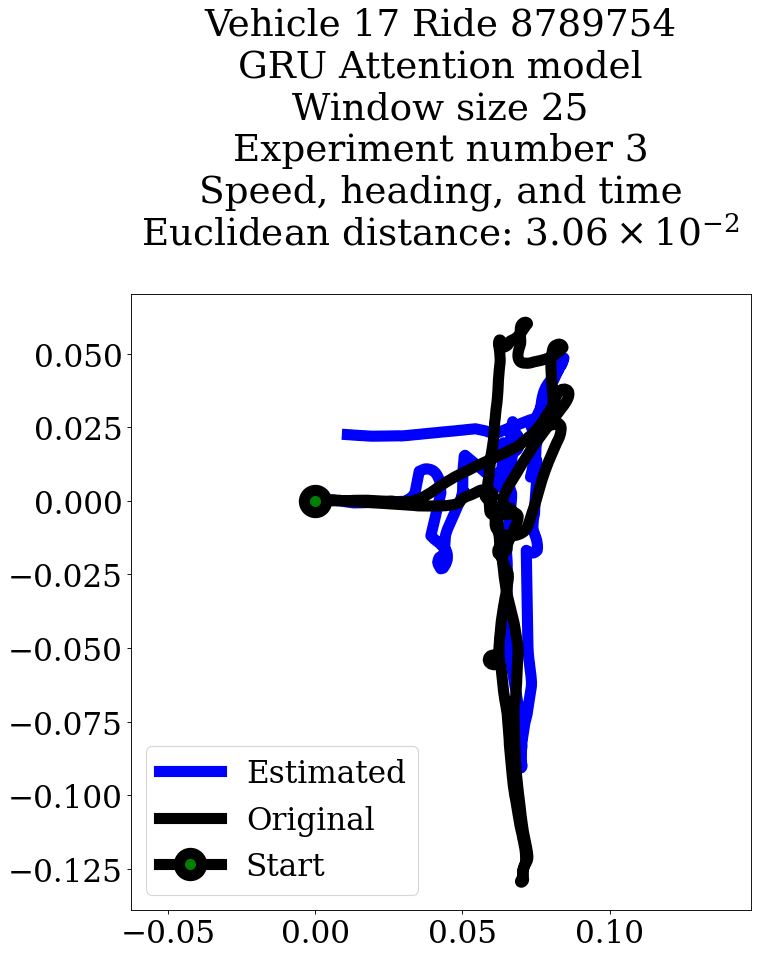 Vehicle 17 Ride 8789754
GRU Attention model
Window size 25
Experiment number 3
Speed, heading, and time
Euclidean distance: 3.06 × 10⁻²
0.050
0.025
0.000
−0.025
−0.050
−0.075
−0.100
−0.125
Estimated
Original
Start
−0.05 0.00 0.05 0.10